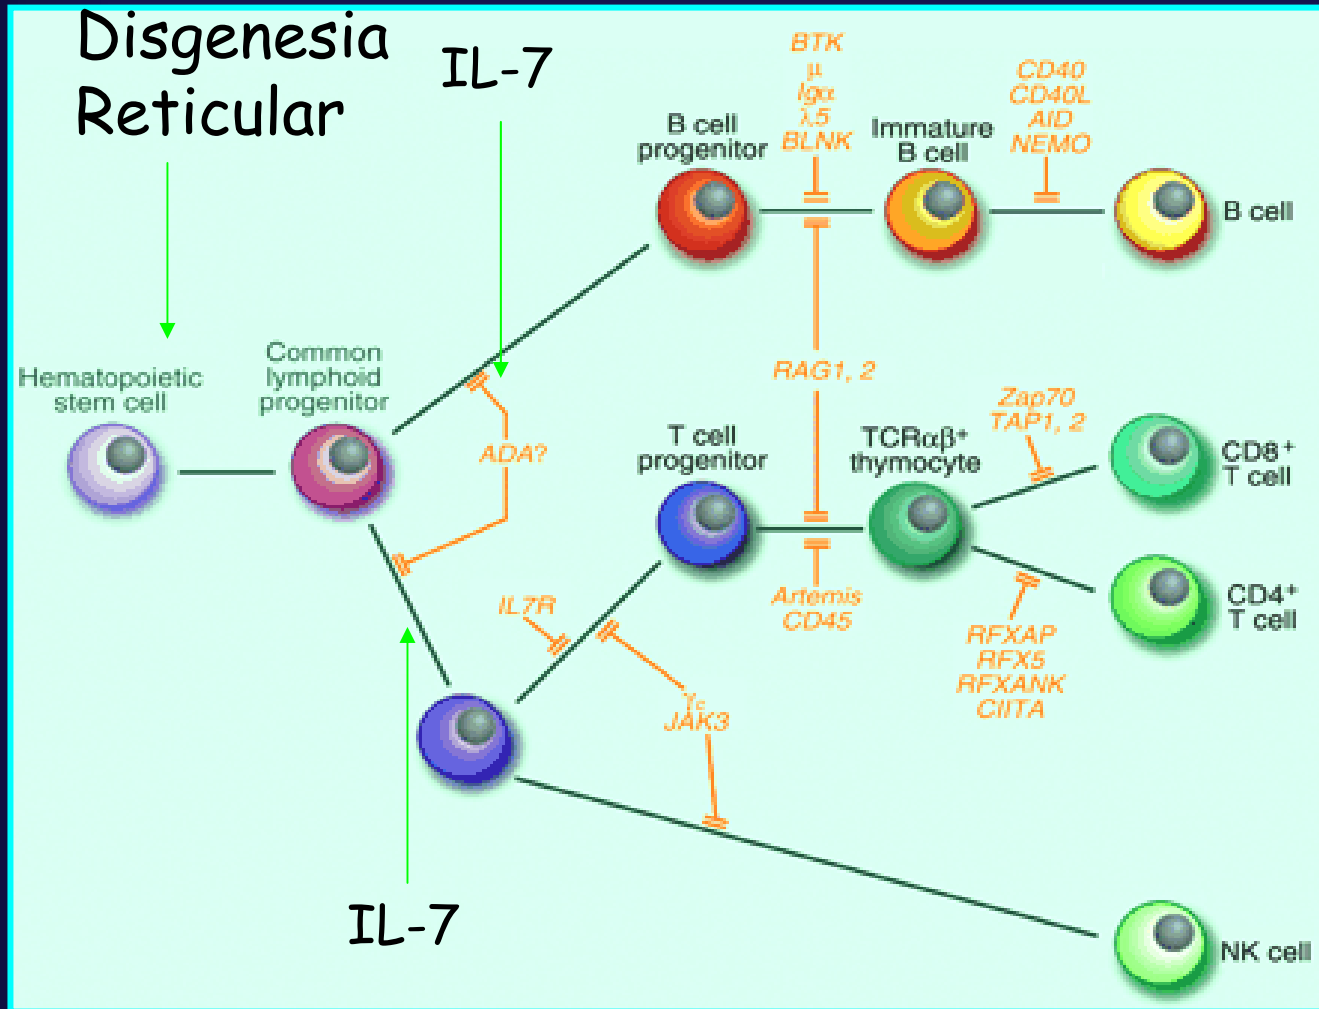 Disgenesia
Reticular
IL-7
BTK
μ
Igα
λ5
BLNK
CD40
CD40L
AID
NEMO
B cell
progenitor
Immature
B cell
B cell
Hematopoietic
stem cell
Common
lymphoid
progenitor
ADA?
RAG1, 2
T cell
progenitor
TCRαβ+
thymocyte
Zap70
TAP1, 2
CD8+
T cell
IL7R
Artemis
CD45
CD4+
T cell
RFXAP
RFX5
RFXANK
CIITA
γc
JAK3
IL-7
NK cell